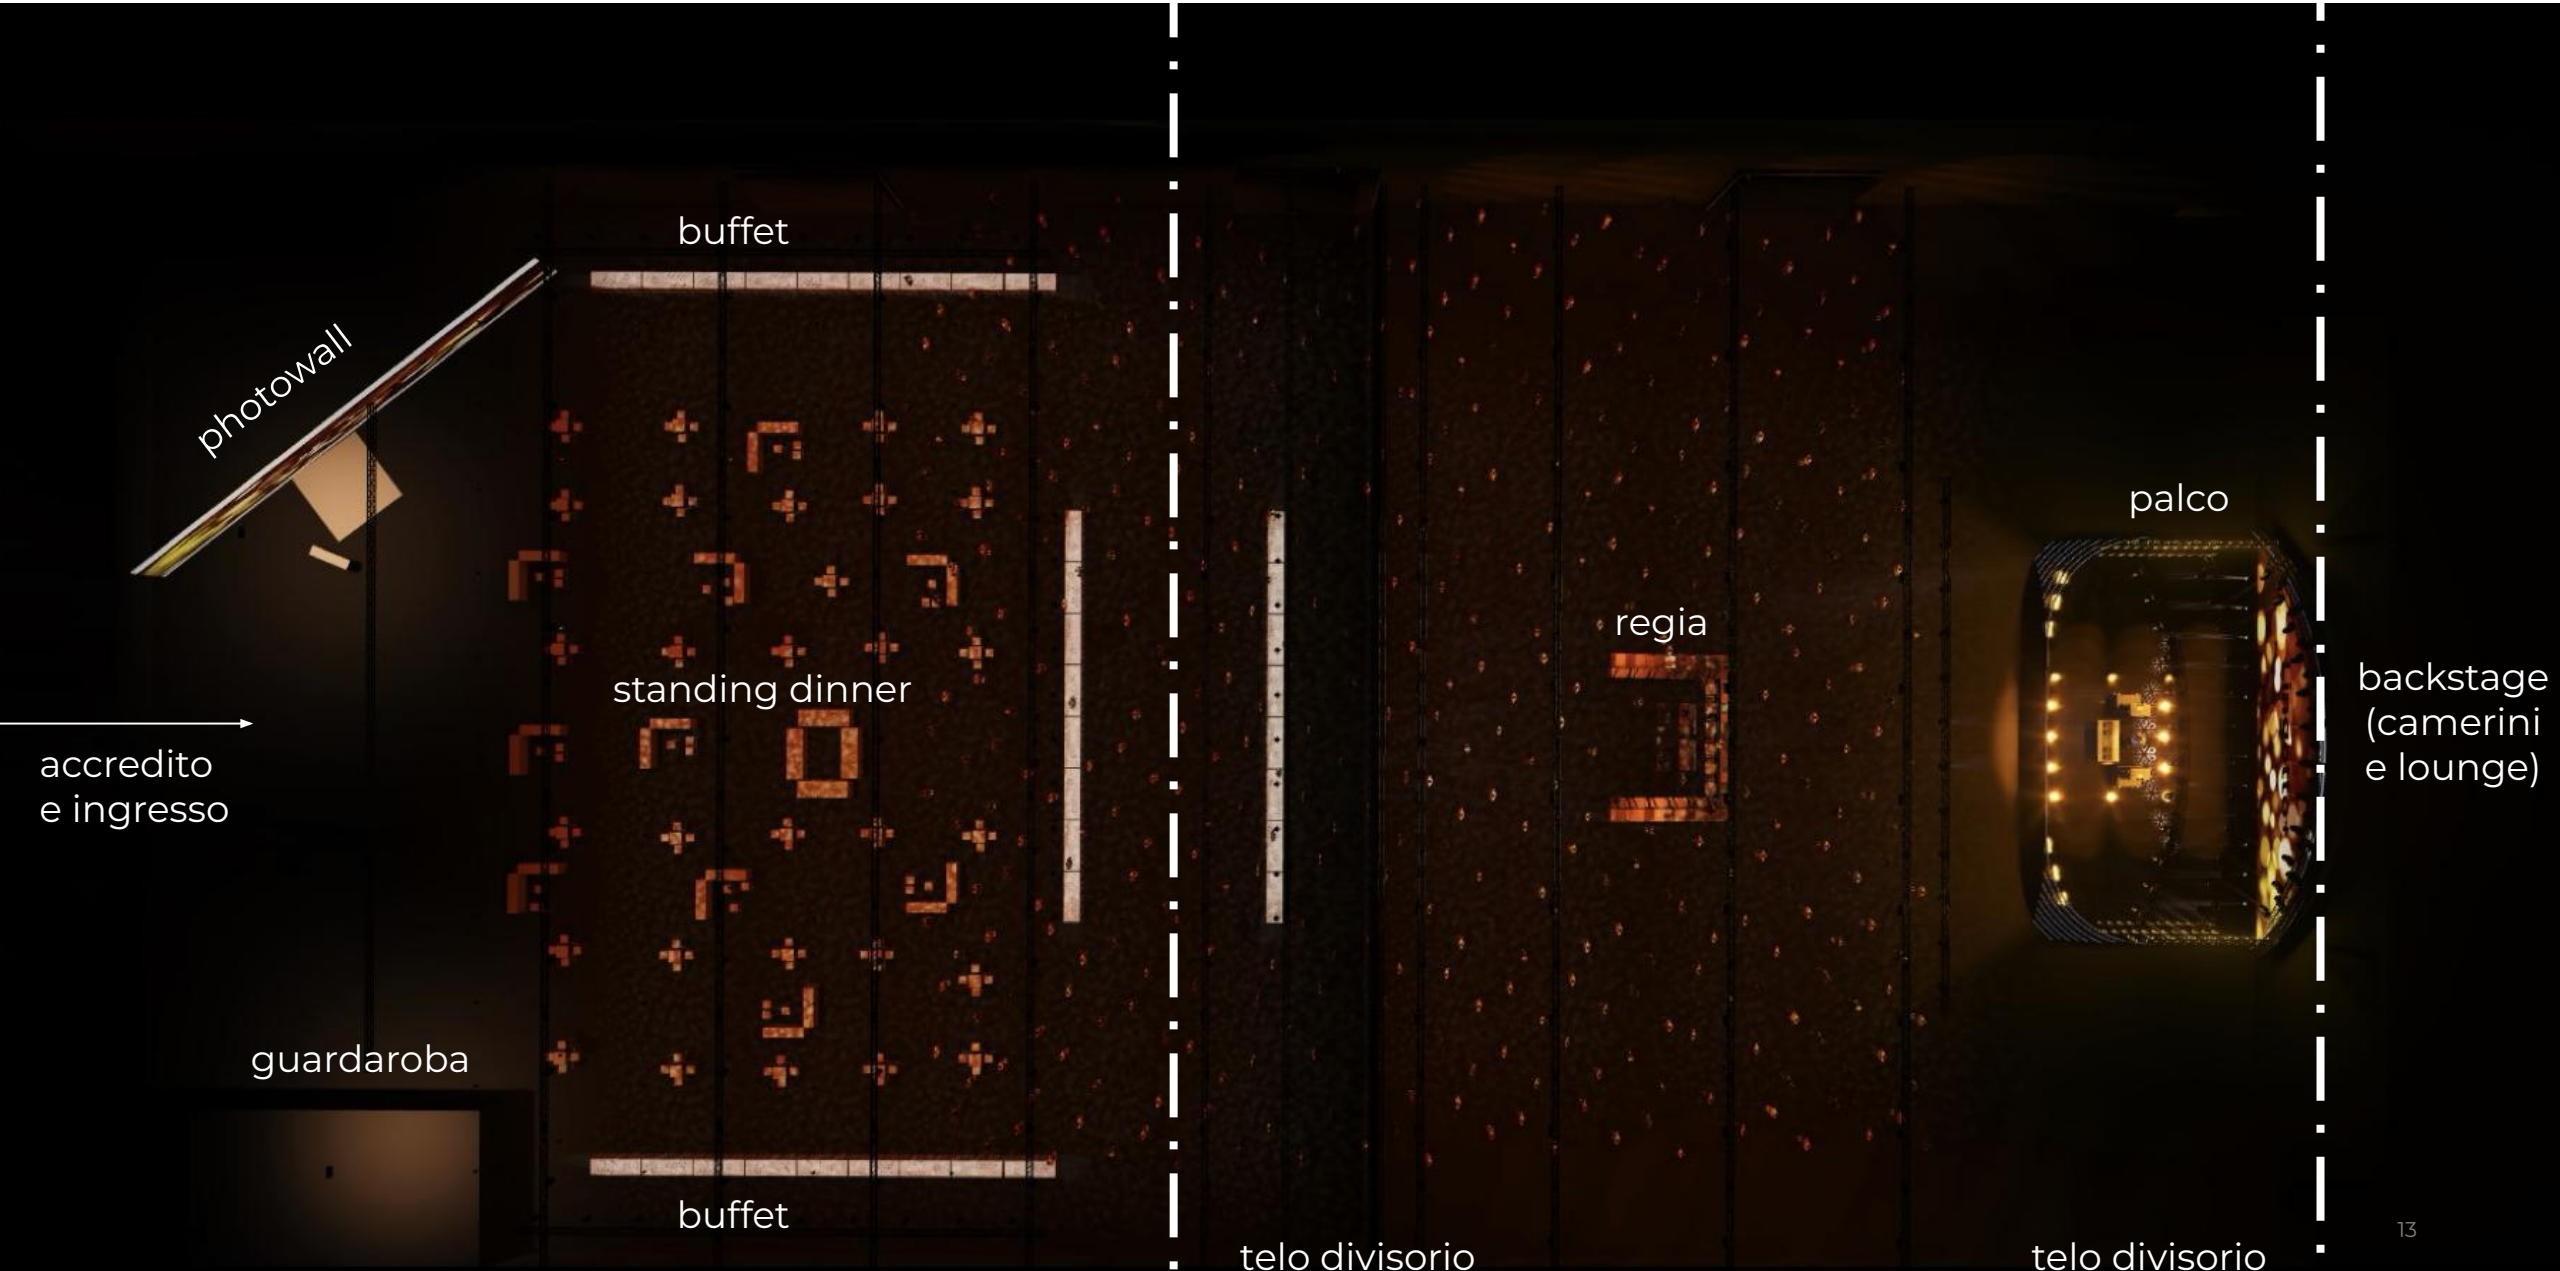 buffet
photowall
palco
regia
standing dinner
backstage
(camerini
e lounge)
accredito
e ingresso
guardaroba
buffet
13
telo divisorio
telo divisorio